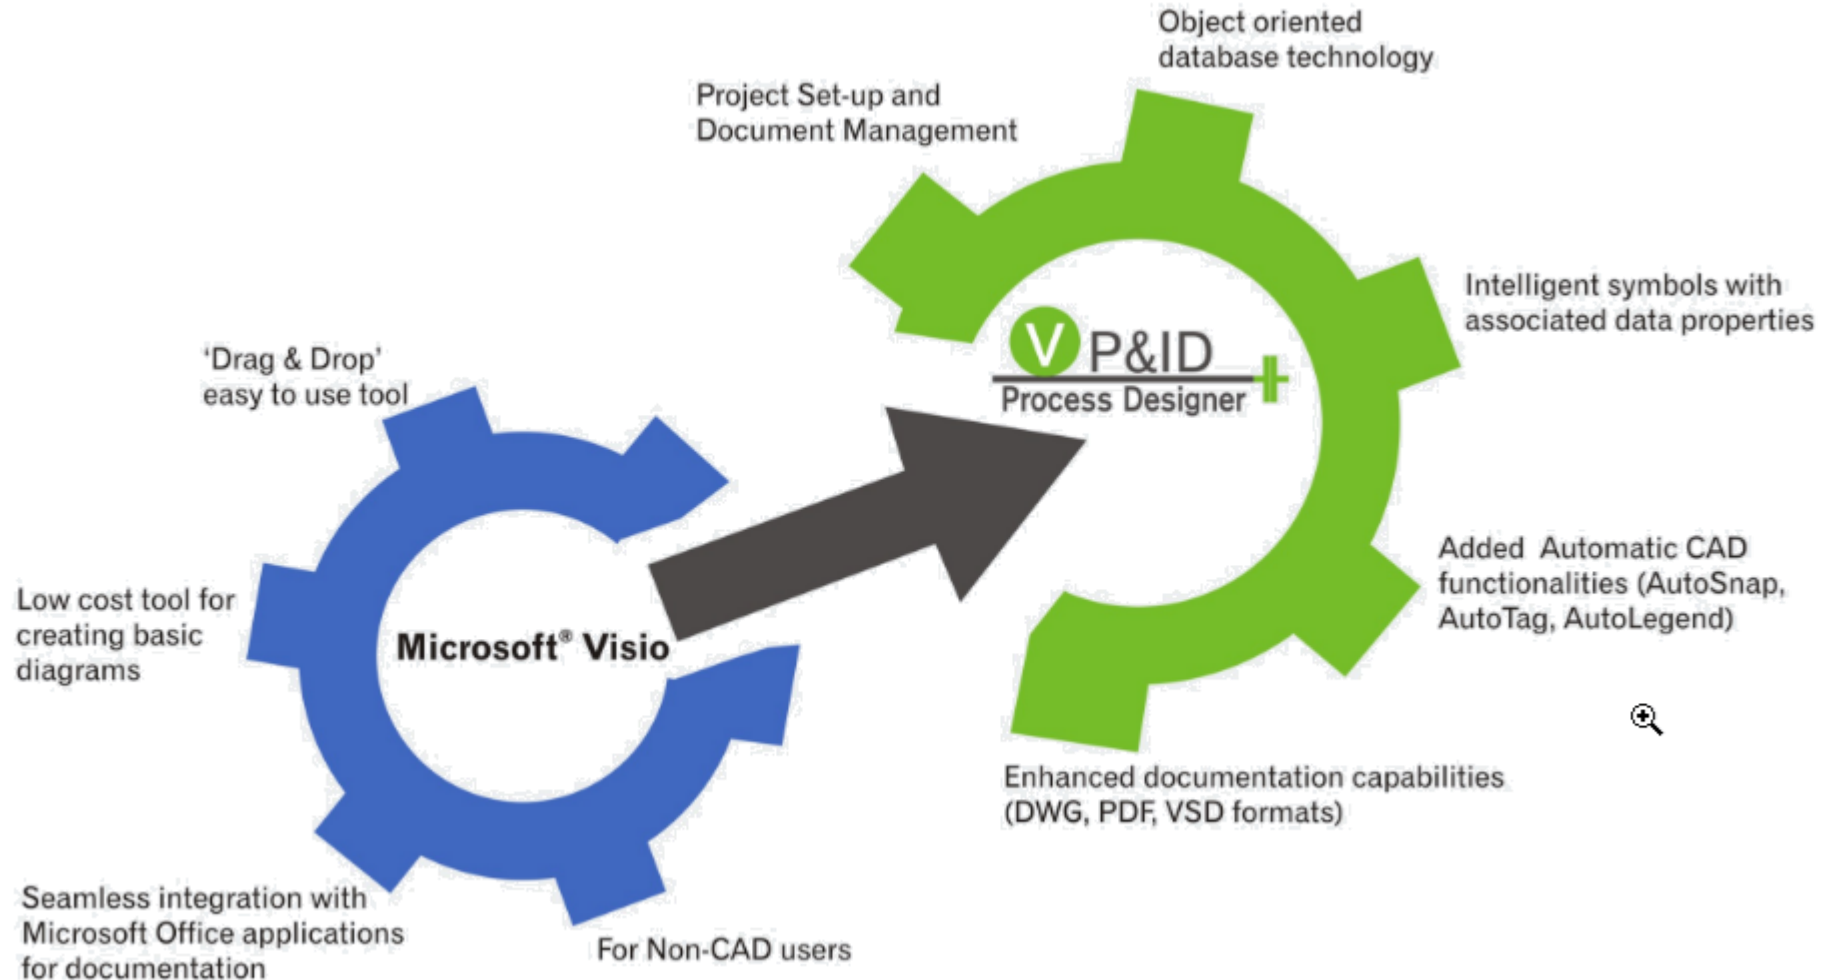 Object oriented
database technology
Project Set-up and
Document Management
Intelligent symbols with
associated data properties
V P&ID
Process Designer
‘Drag & Drop’
easy to use tool
Low cost tool for
creating basic
diagrams
Microsoft® Visio
Added  Automatic CAD
functionalities (AutoSnap,
AutoTag, AutoLegend)
Enhanced documentation capabilities
(DWG, PDF, VSD formats)
Seamless integration with
Microsoft Office applications
for documentation
For Non-CAD users